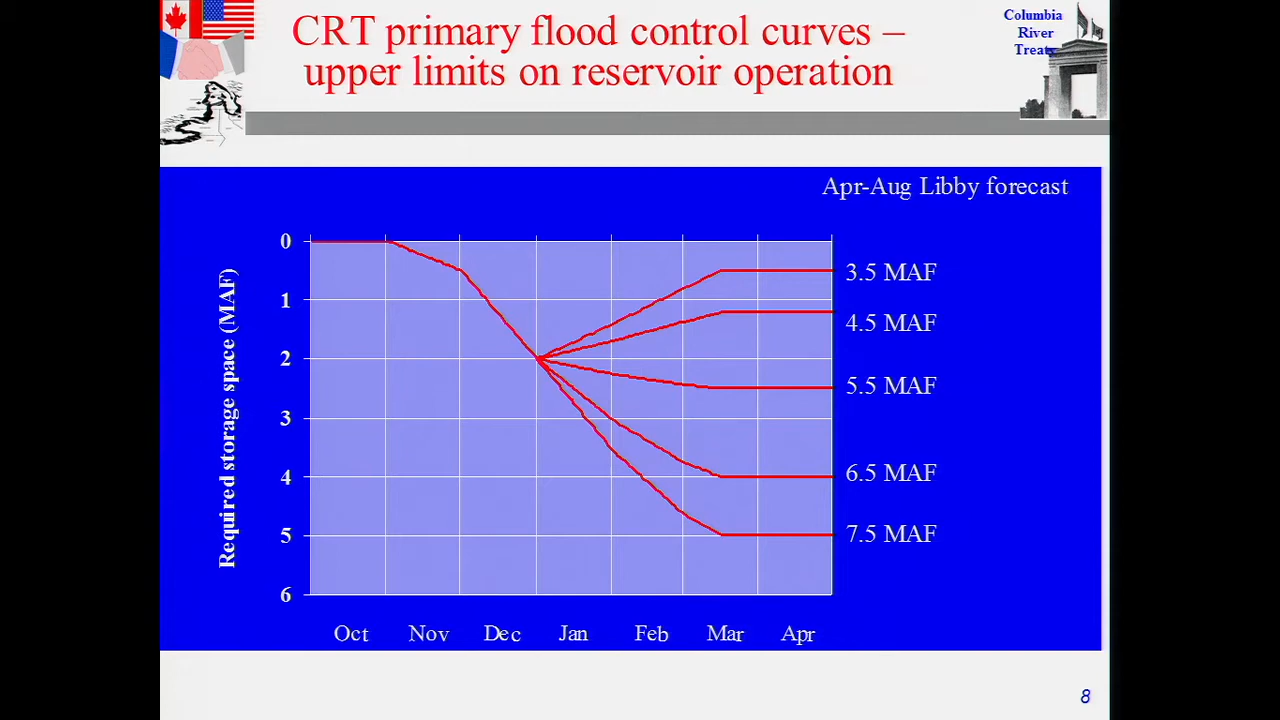 CRT primary flood control curves –
upper limits on reservoir operation
Columbia
River
Treaty
Apr-Aug Libby forecast
Required storage space (MAF)
0
1
2
3
4
5
6
3.5 MAF
4.5 MAF
5.5 MAF
6.5 MAF
7.5 MAF
Oct Nov Dec Jan Feb Mar Apr
8